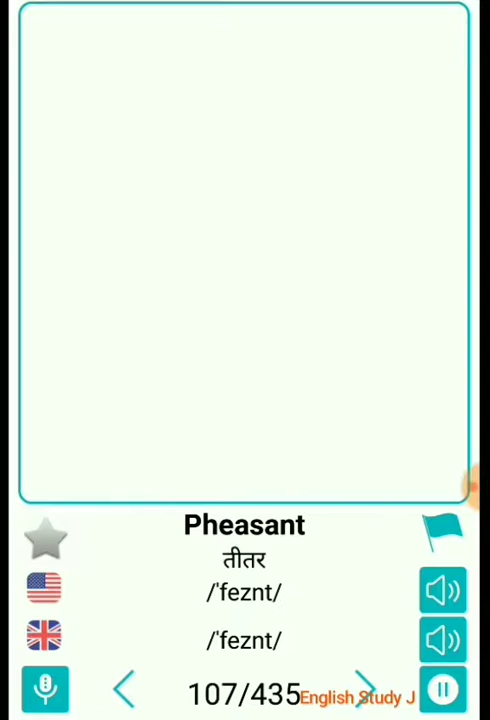 Pheasant
तीतर
/'feznt/
/'feznt/
107/435
English Study J